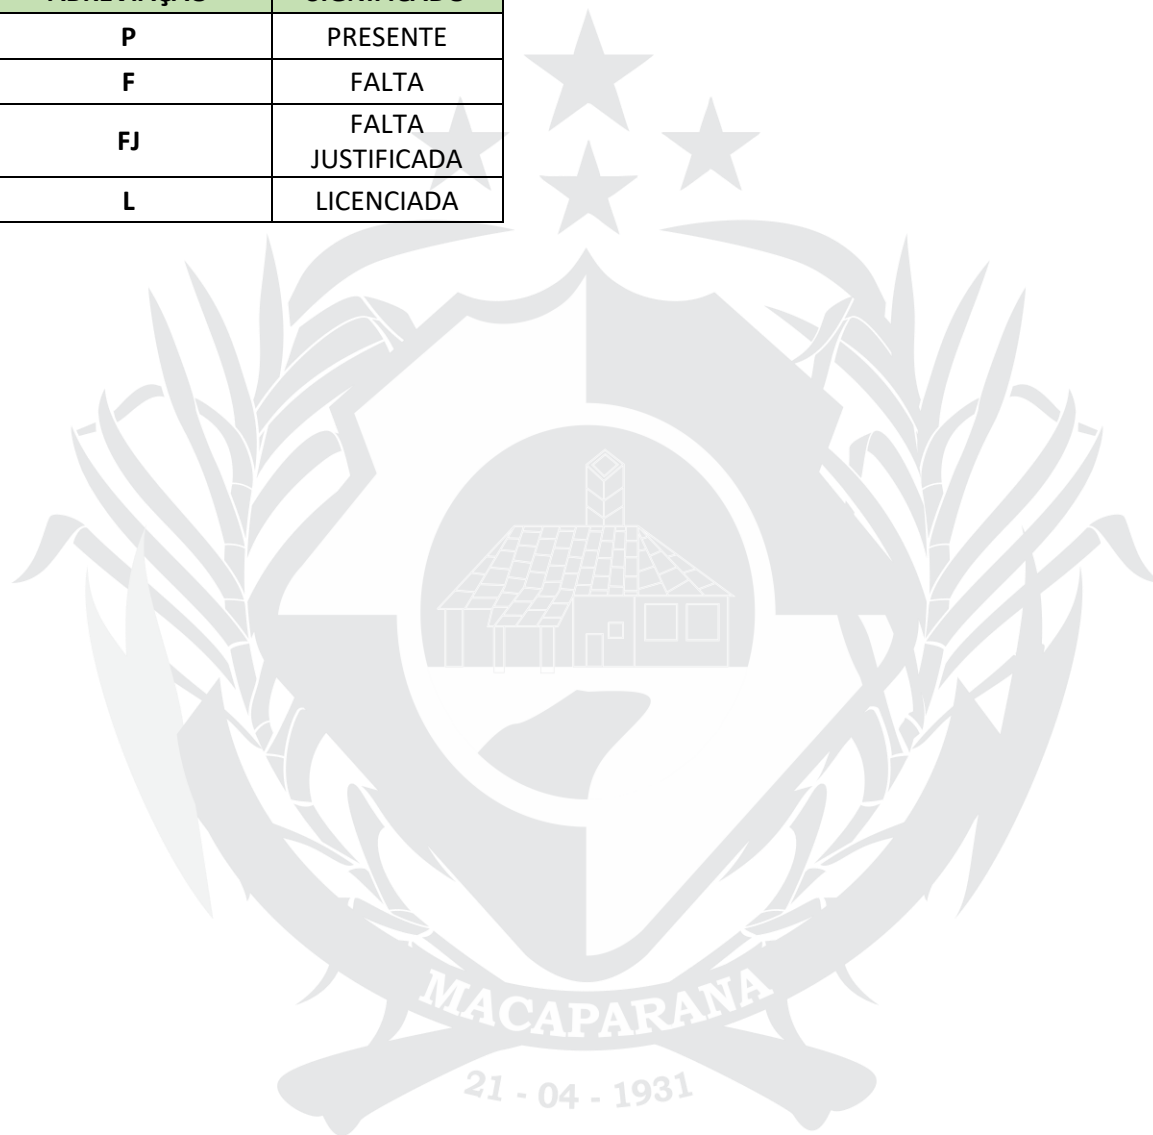 P PRESENTE
F FALTA
FJ FALTA
JUSTIFICADA
L LICENCIADA
MACAPARANA
21 - 04 - 1931